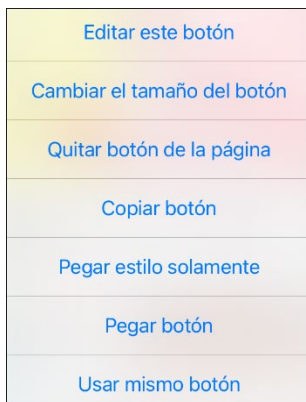 Editar este botón
Cambiar el tamaño del botón
Quitar botón de la página
Copiar botón
Pegar estilo solamente
Pegar botón
Usar mismo botón